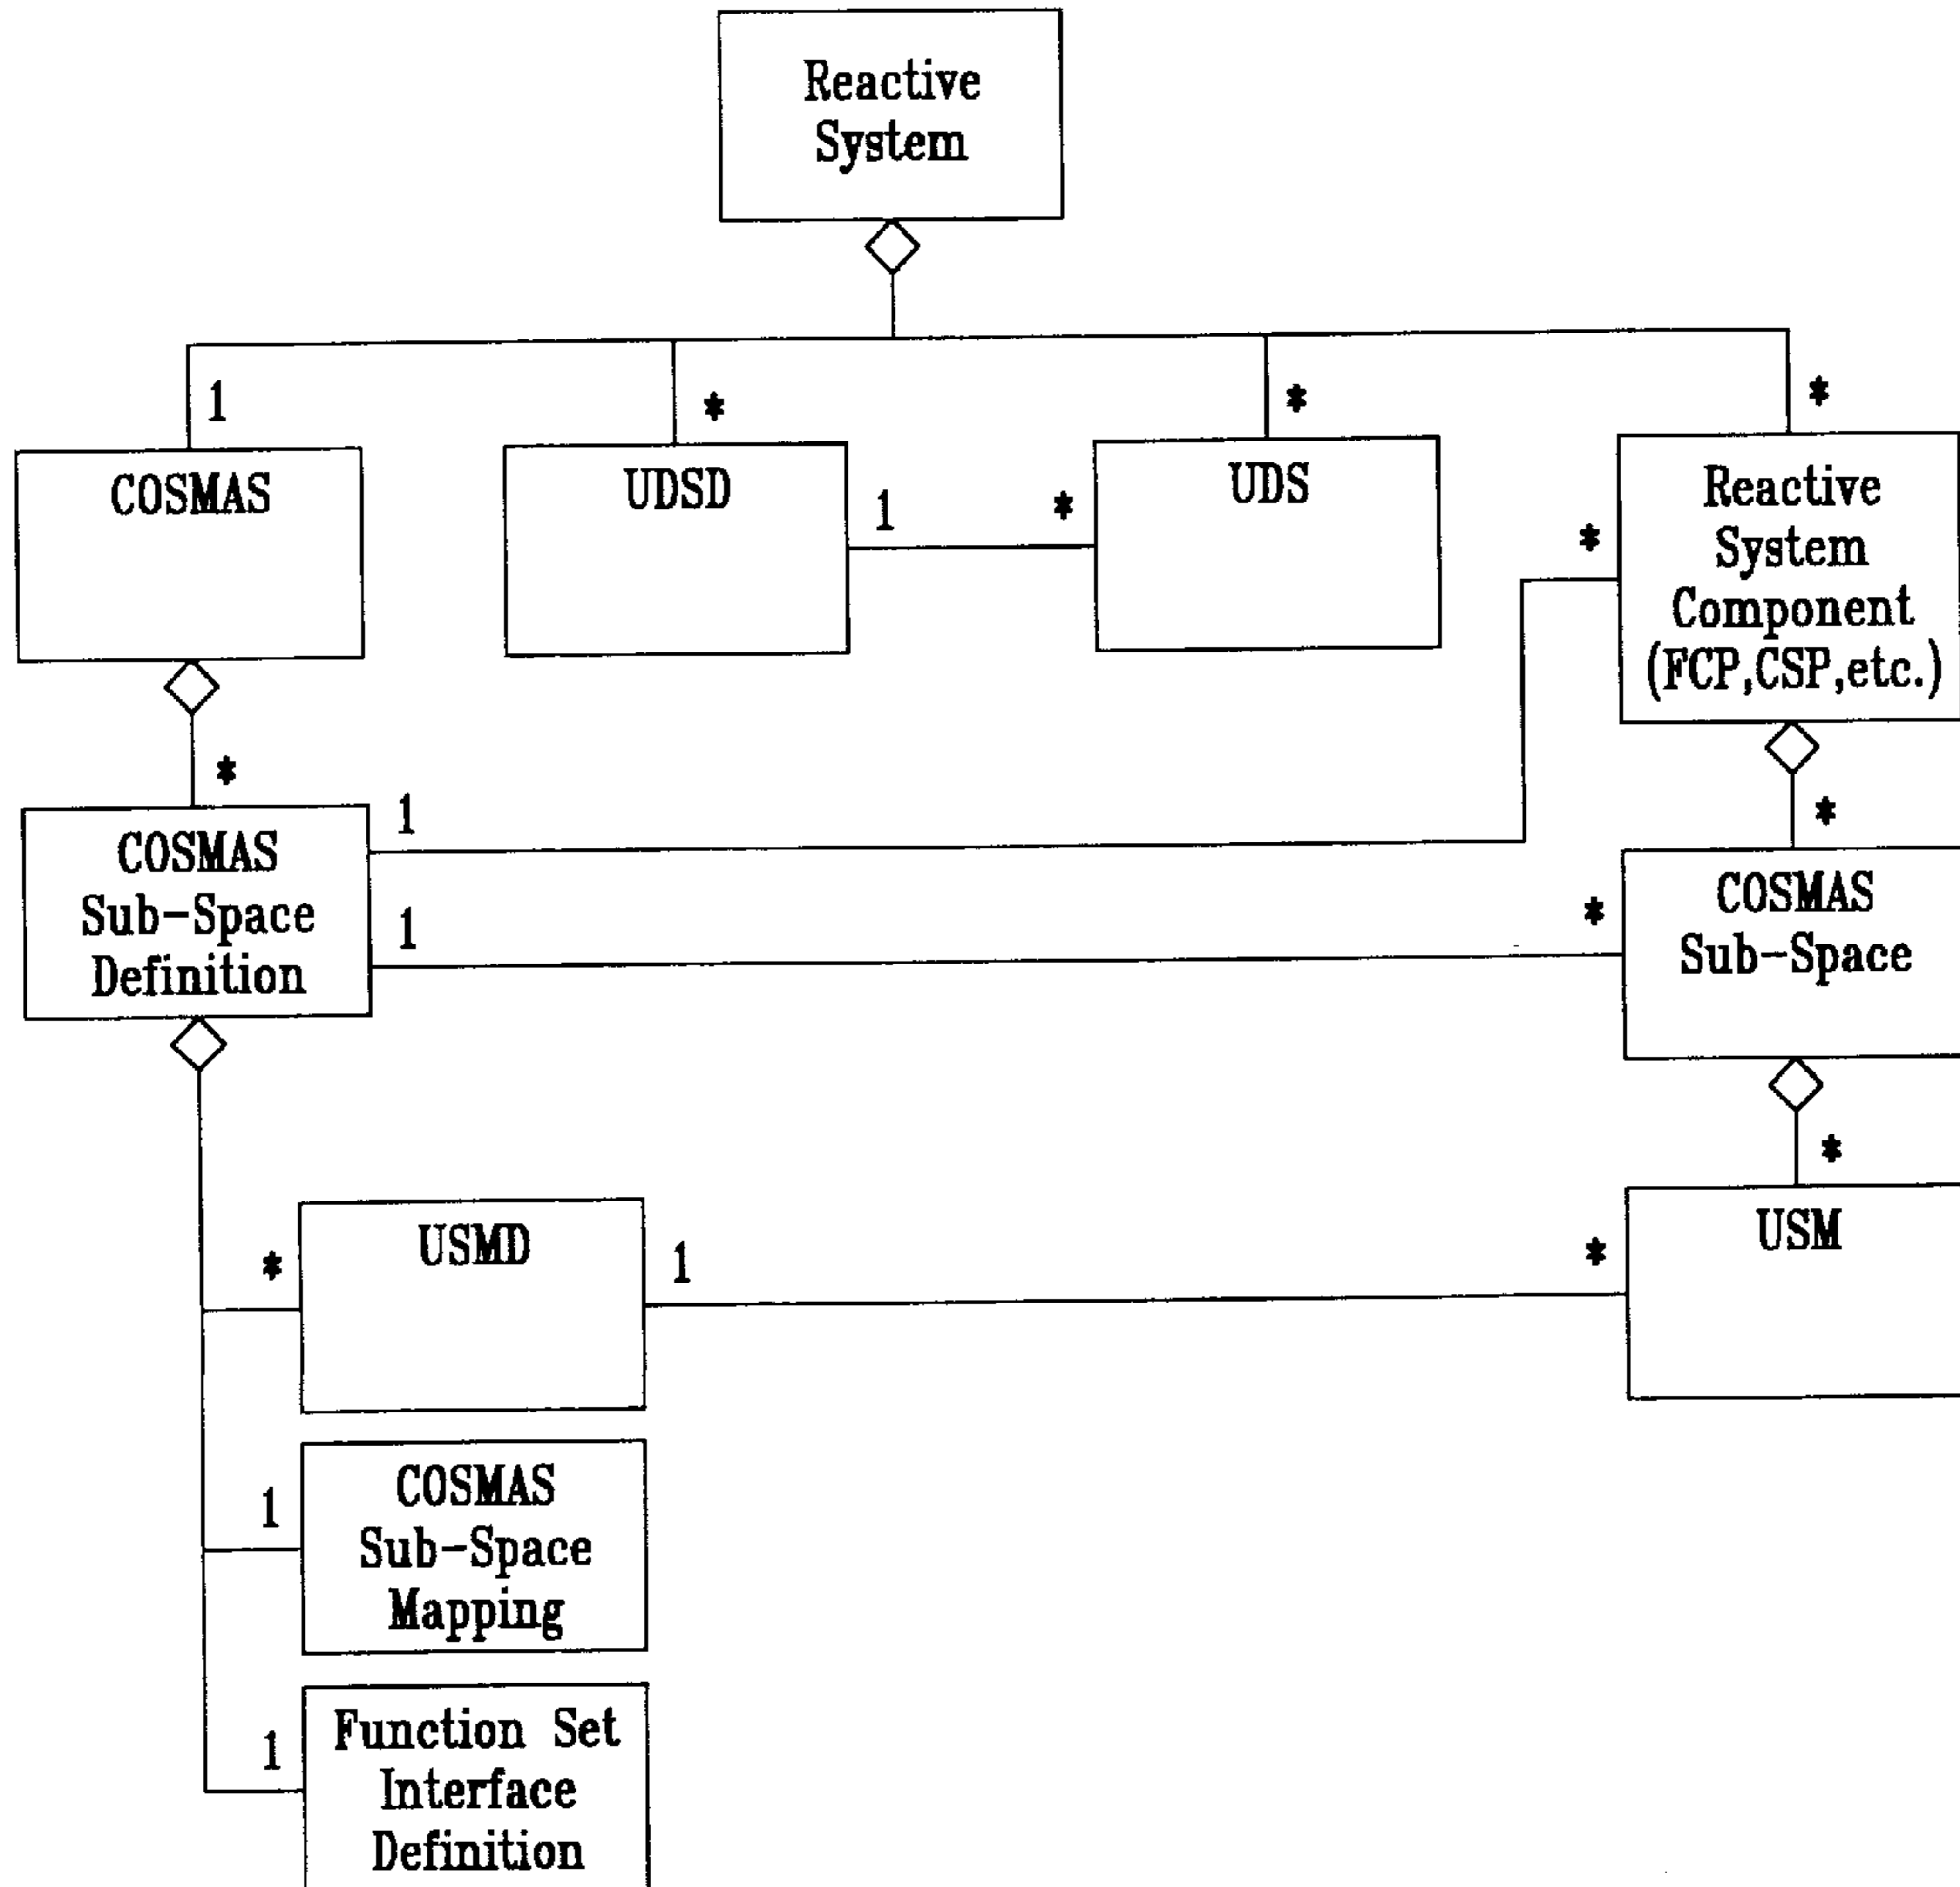 Reactive
System
1
*
*
*
COSMAS
UDSD
1
*
UDS
*
Reactive
System
Component
(FCP,CSP,etc.)
*
*
COSMAS
Sub-Space
Definition
1
1
*
COSMAS
Sub-Space
*
*
USMD
1
*
USM
1
COSMAS
Sub-Space
Mapping
1
Function Set
Interface
Definition